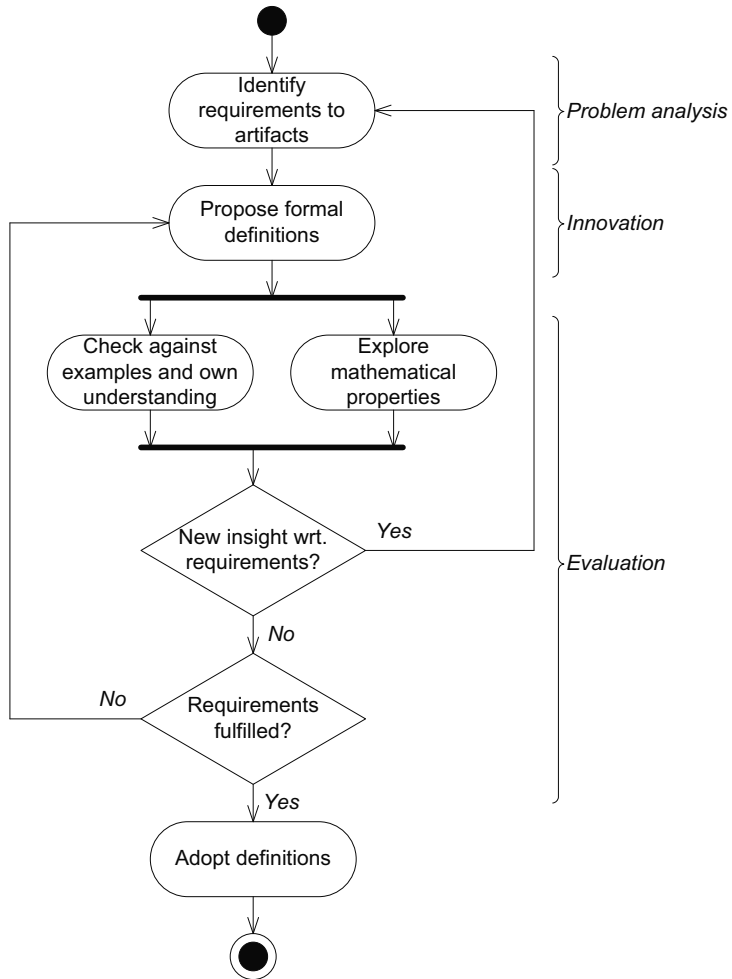 Identify
requirements to
artifacts
Problem analysis
Propose formal
definitions
Innovation
Check against
examples and own
understanding
Explore
mathematical
properties
New insight wrt.
requirements?
Yes
Evaluation
No
Requirements
fulfilled?
No
Yes
Adopt definitions